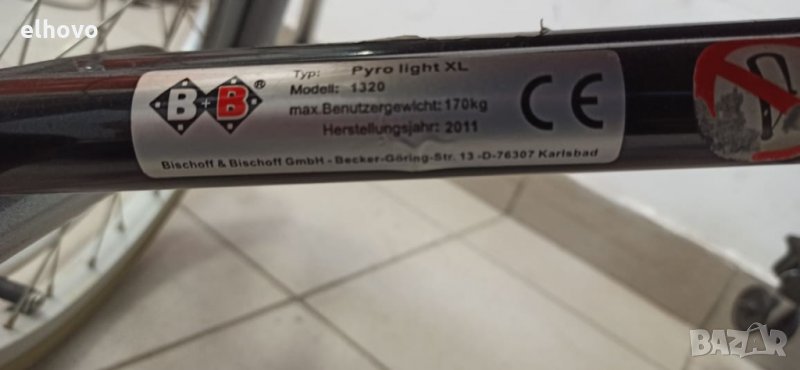 elhovo
B+B®
Typ: Pyro light XL
Modell: 1320
max.Benutzergewicht: 170kg
Herstellungsjahr: 2011
CE
Bischoff & Bischoff GmbH - Becker-Göring-Str. 13 -D-76307 Karlsbad
BAZAR